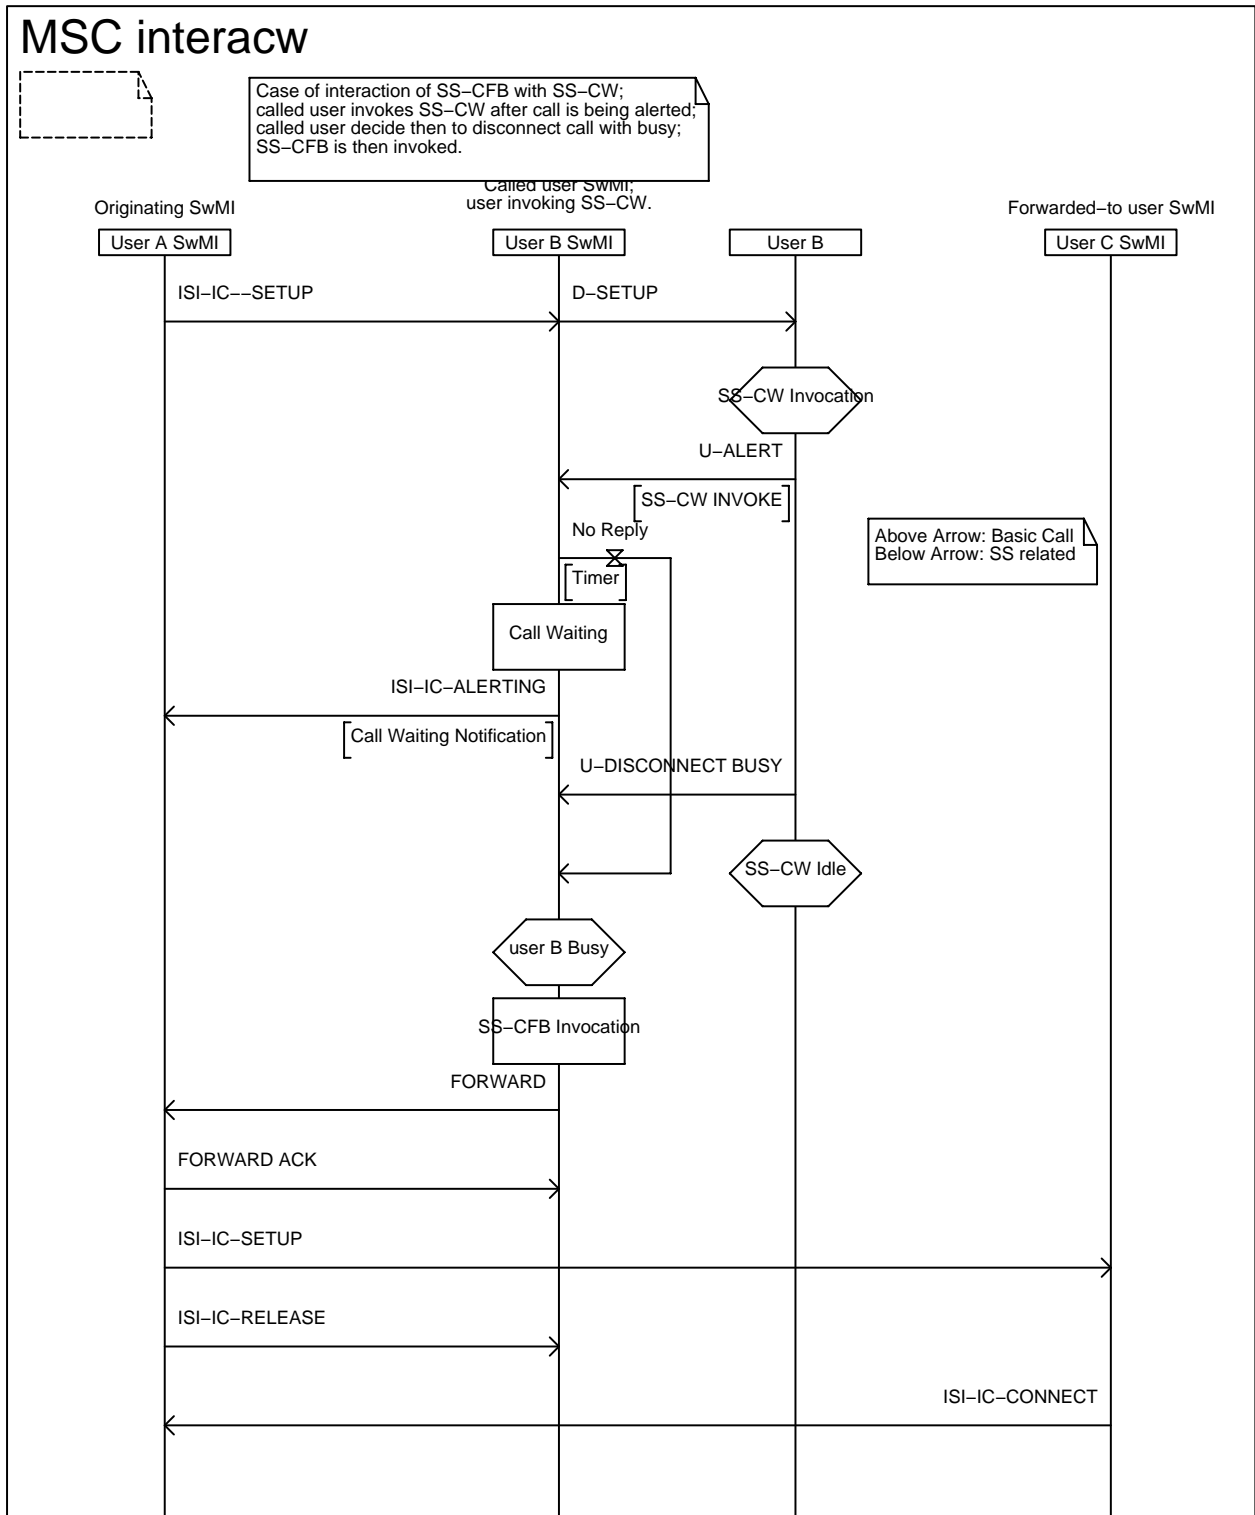 MSC interacw
Case of interaction of SS−CFB with SS−CW;
called user invokes SS−CW after call is being alerted;
called user decide then to disconnect call with busy;
SS−CFB is then invoked.
Called user SwMI;
user invoking SS−CW.
Originating SwMI
Forwarded−to user SwMI
User A SwMI
User B SwMI
User B
User C SwMI
ISI−IC−−SETUP
D−SETUP
SS−CW Invocation
U−ALERT
SS−CW INVOKE
No Reply
Above Arrow: Basic Call
Below Arrow: SS related
Timer
Call Waiting
ISI−IC−ALERTING
Call Waiting Notification
U−DISCONNECT BUSY
SS−CW Idle
user B Busy
SS−CFB Invocation
FORWARD
FORWARD ACK
ISI−IC−SETUP
ISI−IC−RELEASE
ISI−IC−CONNECT